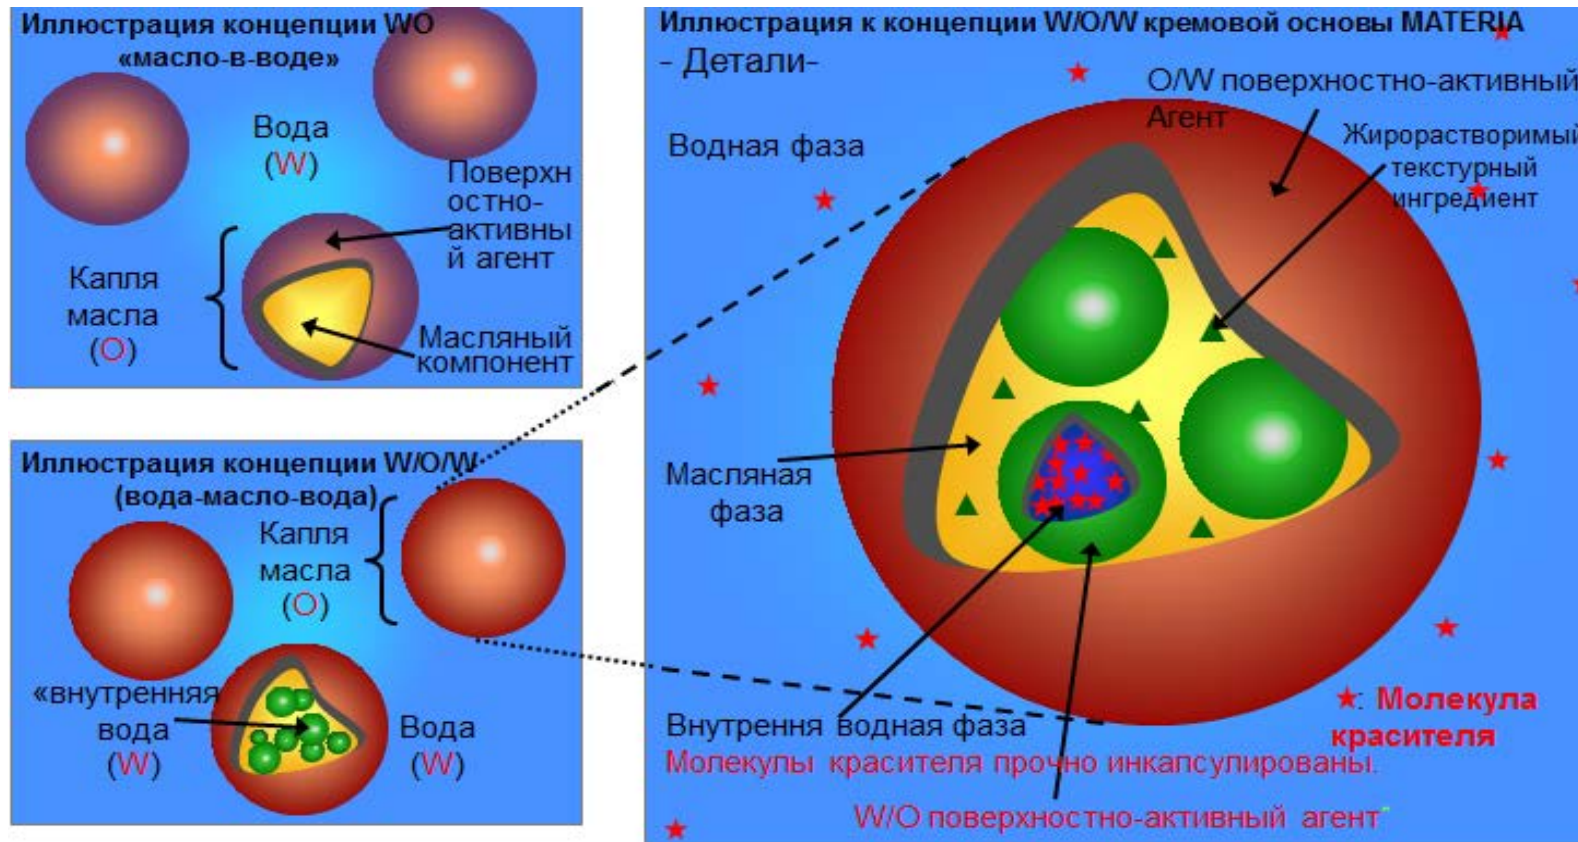 Иллюстрация концепции WO
«масло-в-воде»
Вода
(W)
Поверхн
остно-
активны
й агент
Капля
масла
(O)
Масляный
компонент
Иллюстрация концепции W/O/W
(вода-масло-вода)
Капля
масла
(O)
«внутренняя
вода
(W)
Вода
(W)
Иллюстрация к концепции W/O/W кремовой основы MATERIA
- Детали-
O/W поверхностно-активный
Агент
Водная фаза
Жирорастворимый
текстурный
ингредиент
Масляная
фаза
Внутрення водная фаза
Молекулы красителя прочно инкапсулированы.
W/O поверхностно-активный агент
: Молекула
красителя